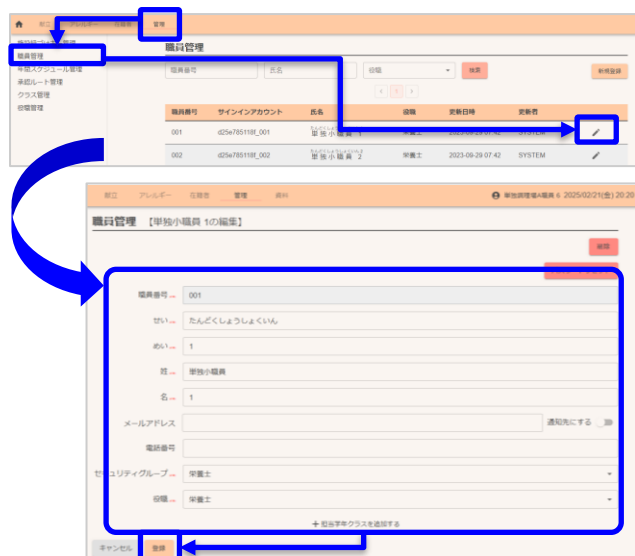 献立 アレルギー 在籍者 管理
職員管理
年間スケジュール管理
承認ルート管理
クラス管理
役職管理
職員管理
職員番号 氏名 役職 検索 新規登録
‹ 1 ›
職員番号 サインインアカウント 氏名 役職 更新日時 更新者
001 d25e785118f_001 単独小職員 1 栄養士 2023-09-29 07:42 SYSTEM
002 d25e785118f_002 単独小職員 2 栄養士 2023-09-29 07:42 SYSTEM
献立 アレルギー 在籍者 管理 資料 単独調理場A職員 6 2025/02/21(金) 20:20
職員管理 【単独小職員 1の編集】
削除
職員番号 001
せい たんどくしょうしょくいん
めい 1
姓 単独小職員
名 1
メールアドレス 通知先にする
電話番号
セキュリティグループ 栄養士
役職 栄養士
+ 担当学年クラスを追加する
キャンセル 登録